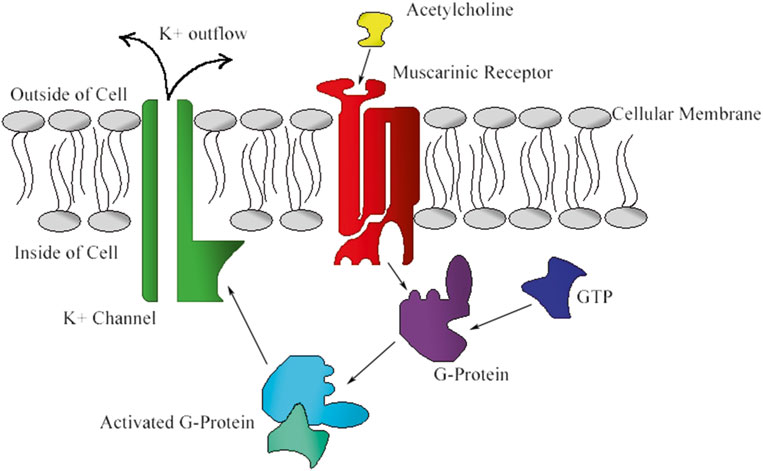 Acetylcholine
K+ outflow
Muscarinic Receptor
Outside of Cell
Cellular Membrane
Inside of Cell
GTP
K+ Channel
G-Protein
Activated G-Protein